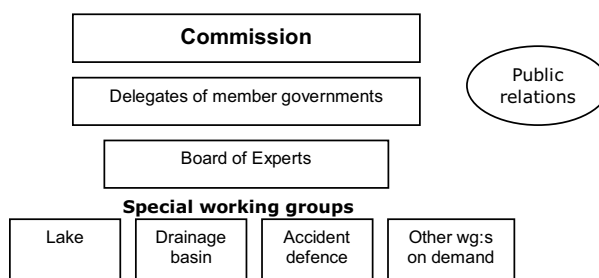 Commission
Delegates of member governments
Public
relations
Board of Experts
Special working groups
Lake
Drainage
basin
Accident
defence
Other wg:s
on demand